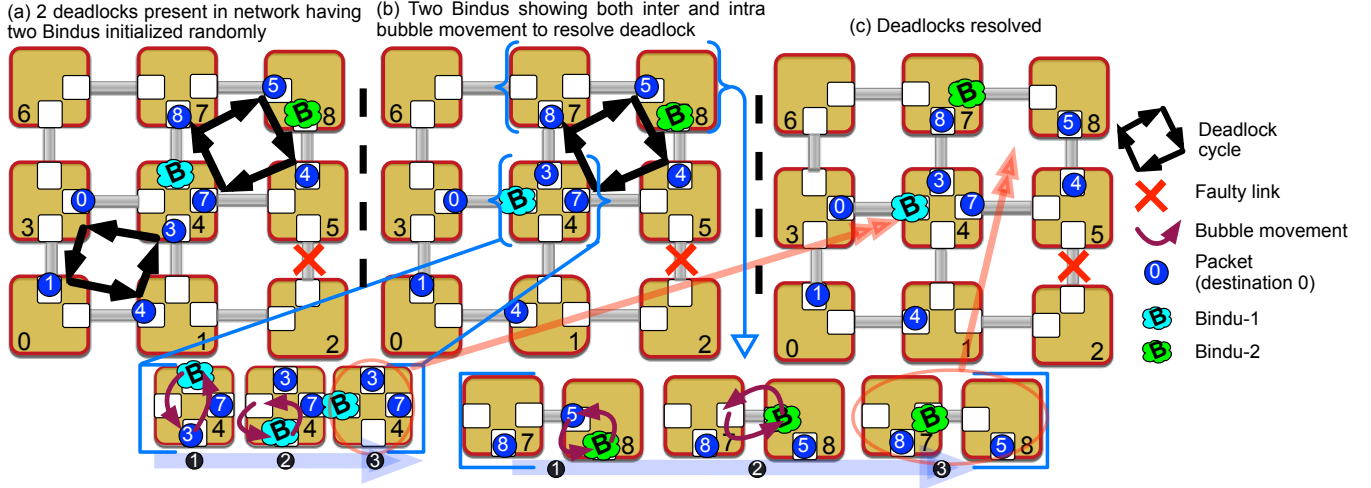 (a) 2 deadlocks present in network having
two Bindus initialized randomly
(b) Two Bindus showing both inter and intra
bubble movement to resolve deadlock
(c) Deadlocks resolved
6
8
7
5
B
8
B
4
3
0
7
3
4
5
1
4
0
1
2
6
8
7
5
B
8
3
4
3
0
B
7
4
5
1
4
0
1
2
6
B
8
7
5
8
3
4
3
0
B
7
4
5
1
4
0
1
2
Deadlock
cycle
Faulty link
Bubble movement
0
Packet
(destination 0)
B
Bindu-1
B
Bindu-2
B
7
3
4
3
7
B
4
B
3
7
4
1
2
3
8
7
5
B
8
8
7
B
5
8
8
7
B
5
8
1
2
3